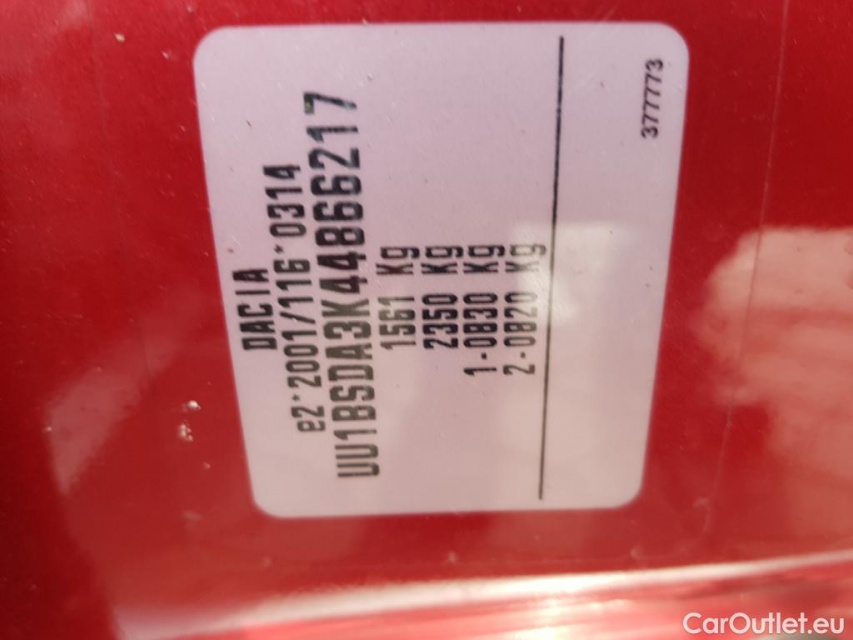 DACIA
e2*2001/116*0314
UU1BSDA3K44866217
1561 Kg
2350 Kg
1-0830 Kg
2-0820 Kg
377773
CarOutlet.eu